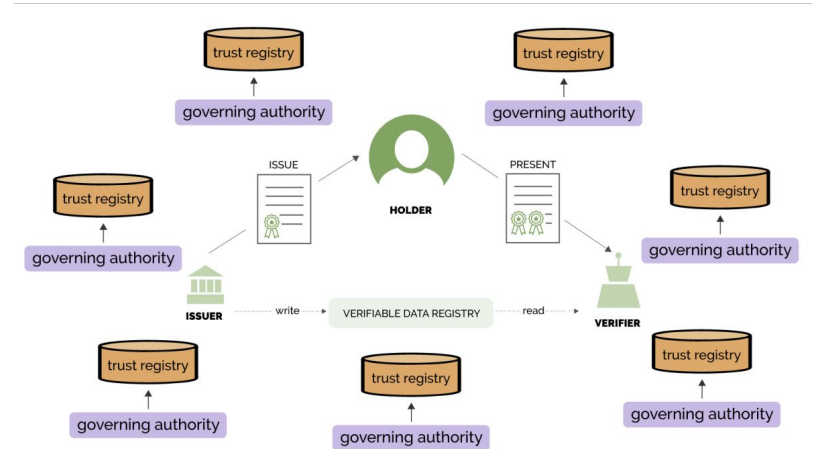 trust registry
trust registry
governing authority
governing authority
ISSUE
PRESENT
trust registry
trust registry
HOLDER
governing authority
governing authority
ISSUER
write
VERIFIABLE DATA REGISTRY
read
VERIFIER
trust registry
trust registry
trust registry
governing authority
governing authority
governing authority